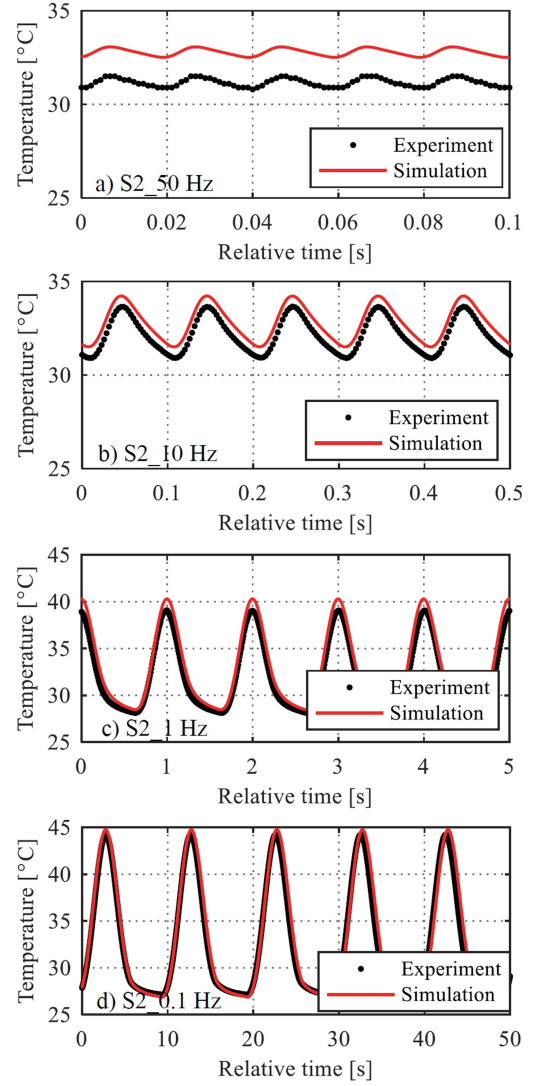 35
30
25
Temperature [°C]
Experiment
Simulation
a) S2_50 Hz
0 0.02 0.04 0.06 0.08 0.1
Relative time [s]
35
30
25
Temperature [°C]
Experiment
Simulation
b) S2_10 Hz
0 0.1 0.2 0.3 0.4 0.5
Relative time [s]
45
40
35
30
25
Temperature [°C]
Experiment
Simulation
c) S2_1 Hz
0 1 2 3 4 5
Relative time [s]
45
40
35
30
25
Temperature [°C]
Experiment
Simulation
d) S2_0.1 Hz
0 10 20 30 40 50
Relative time [s]